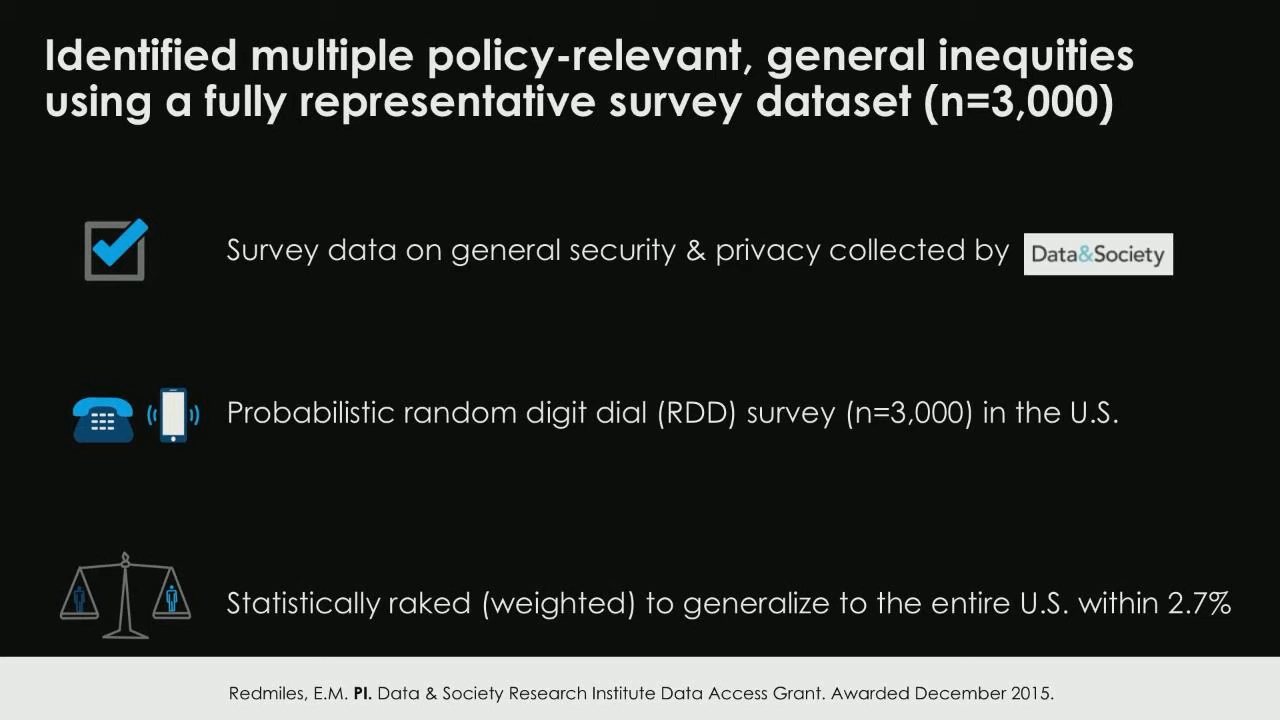 Identified multiple policy-relevant, general inequities
using a fully representative survey dataset (n=3,000)
Survey data on general security & privacy collected by Data&Society
Probabilistic random digit dial (RDD) survey (n=3,000) in the U.S.
Statistically raked (weighted) to generalize to the entire U.S. within 2.7%
Redmiles, E.M. PI. Data & Society Research Institute Data Access Grant. Awarded December 2015.